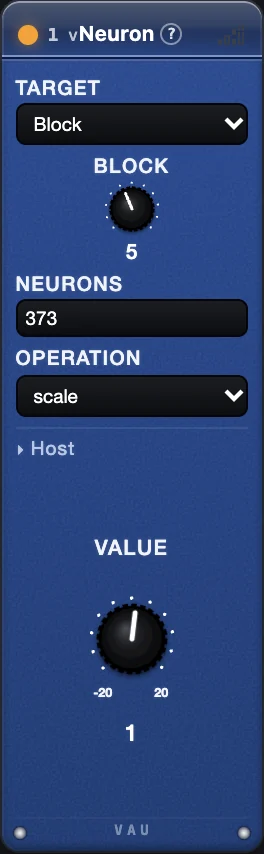 1 vNeuron ?
TARGET
Block
BLOCK
5
NEURONS
373
OPERATION
scale
Host
VALUE
-20 20
1
VAU